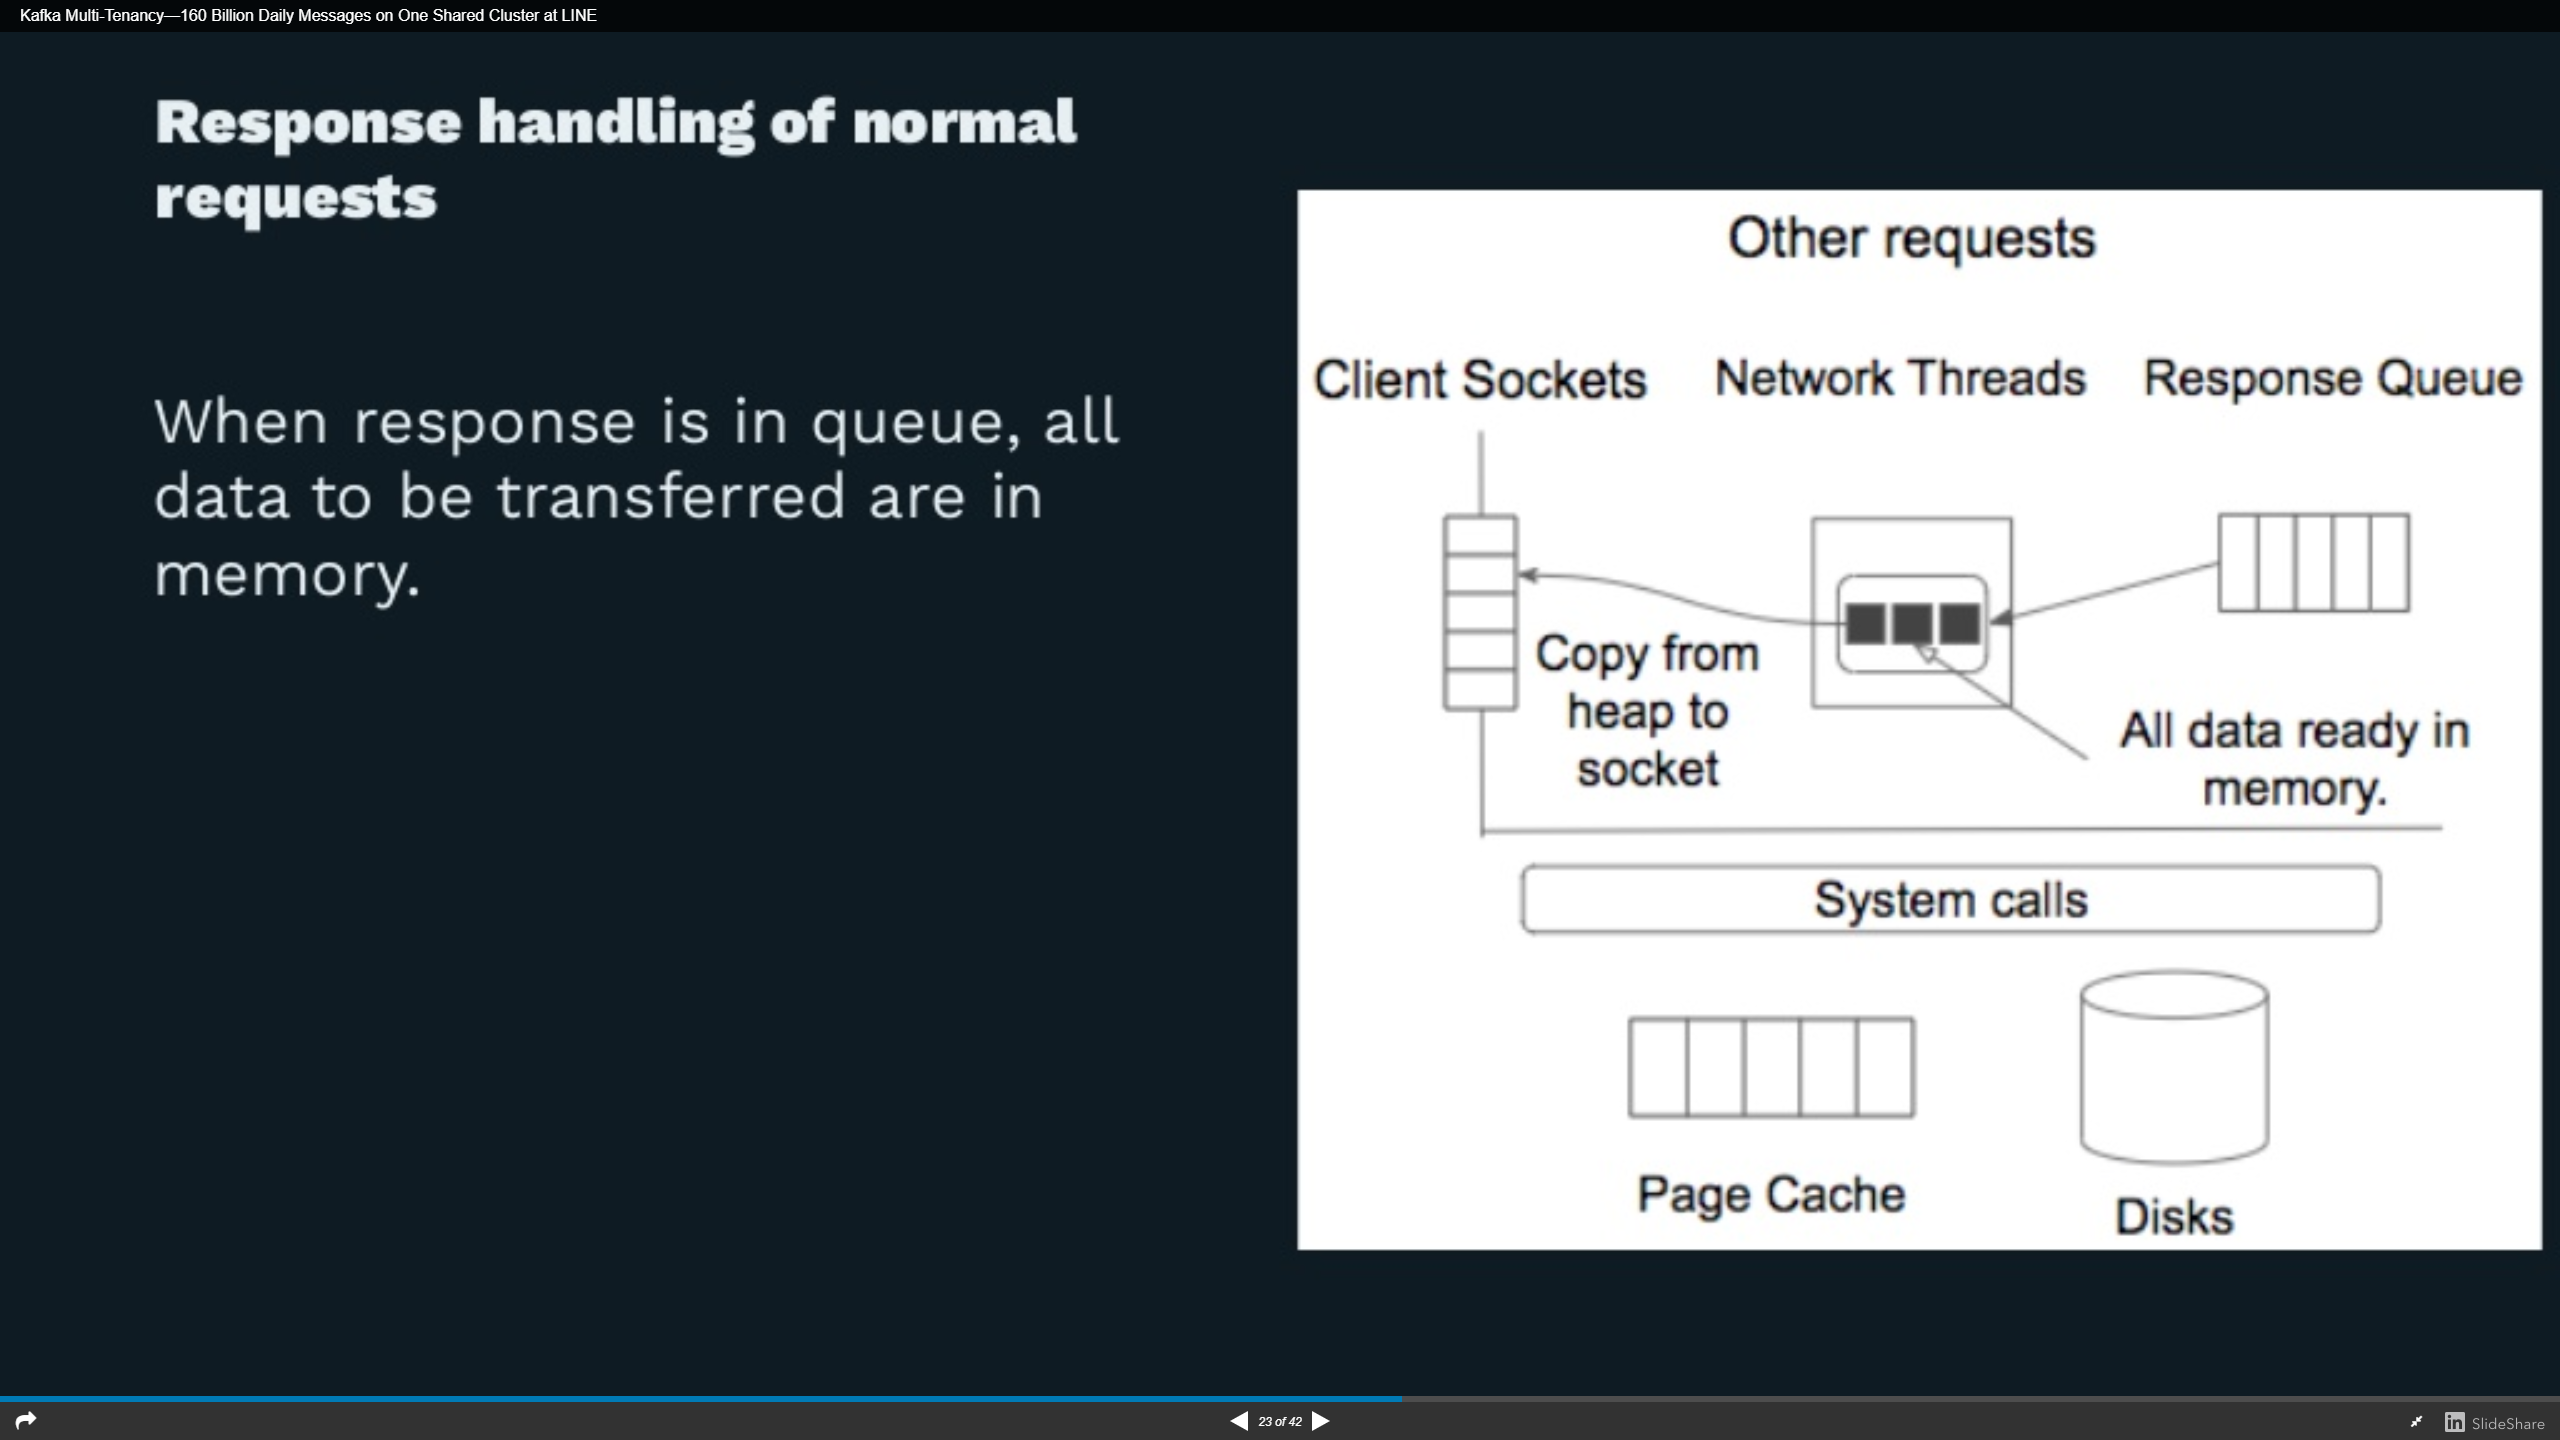 Kafka Multi-Tenancy—160 Billion Daily Messages on One Shared Cluster at LINE
Response handling of normal
requests
When response is in queue, all
data to be transferred are in
memory.
Other requests
Client Sockets
Network Threads
Response Queue
Copy from
heap to
socket
All data ready in
memory.
System calls
Page Cache
Disks
23 of 42
in SlideShare